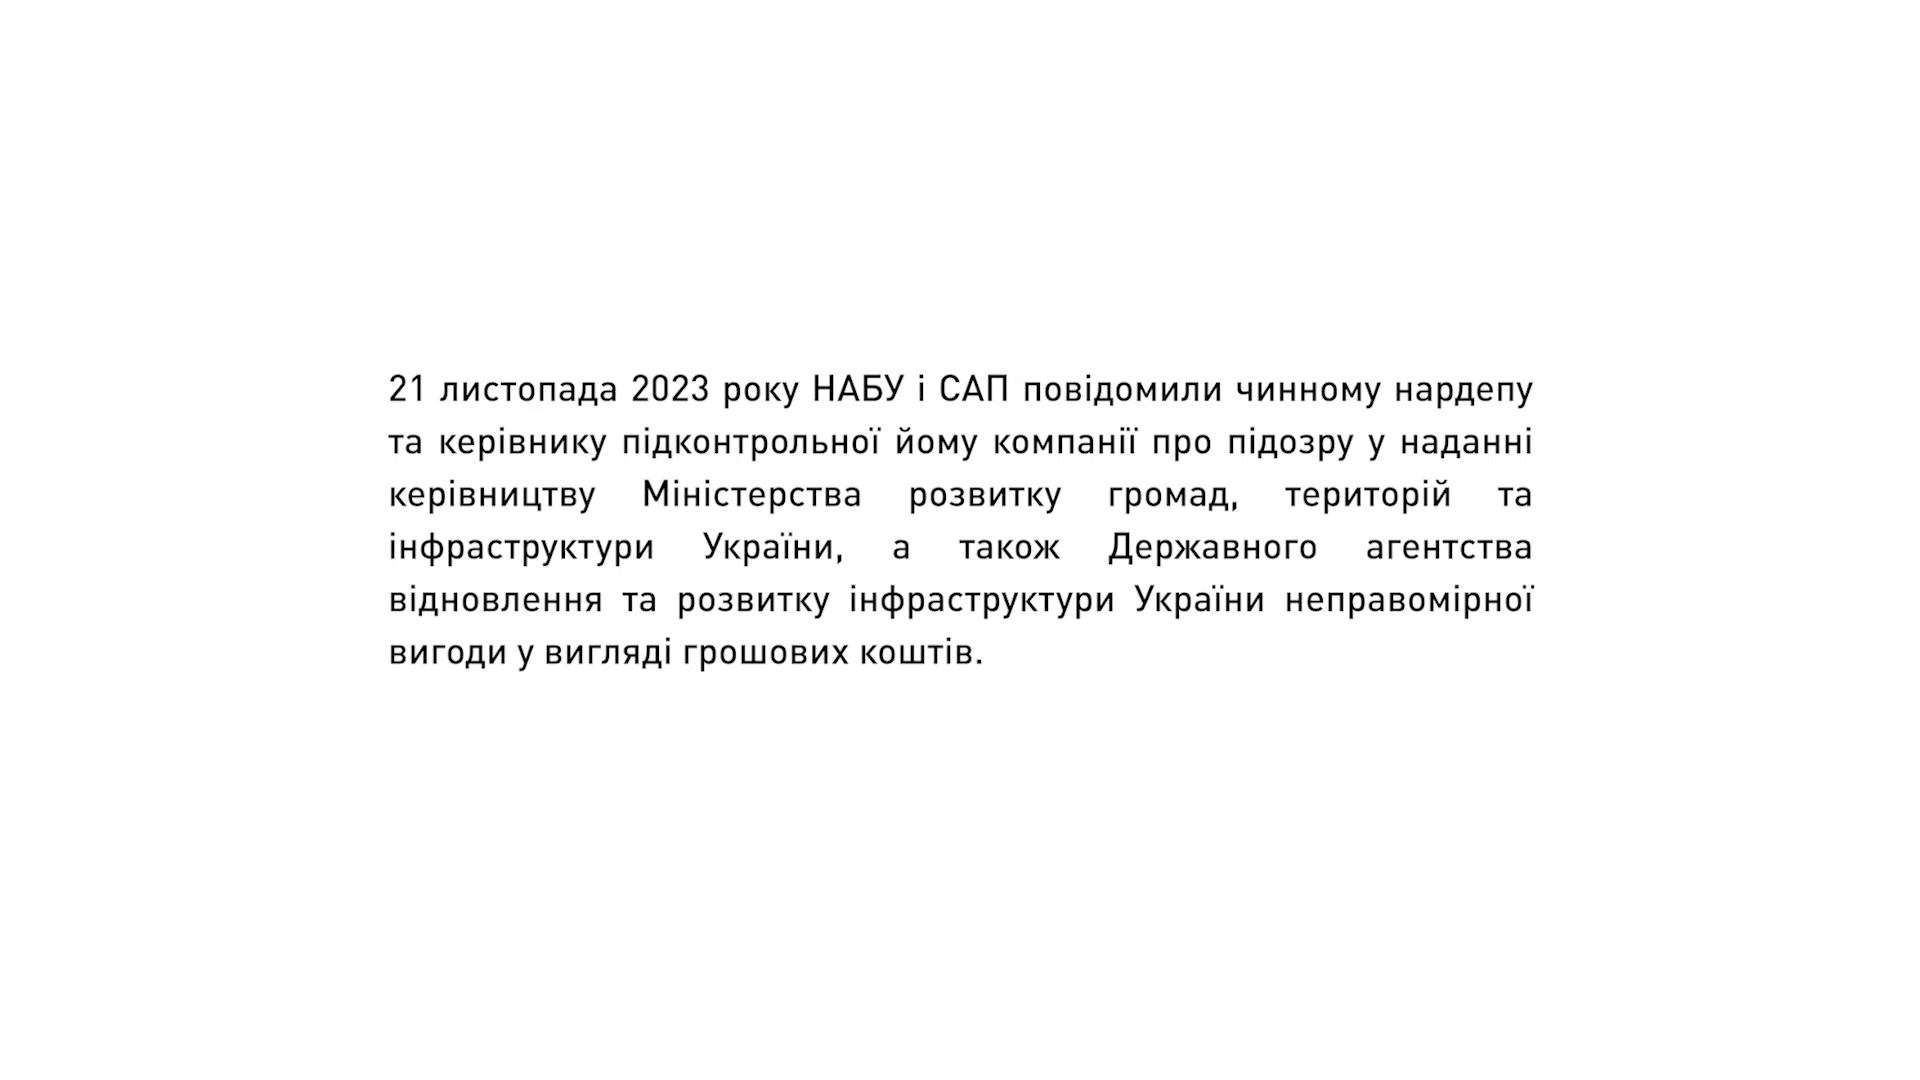 21 листопада 2023 року НАБУ і САП повідомили чинному нардепу
та керівнику підконтрольної йому компанії про підозру у наданні
керівництву Міністерства розвитку громад, територій та
інфраструктури України, а також Державного агентства
відновлення та розвитку інфраструктури України неправомірної
вигоди у вигляді грошових коштів.